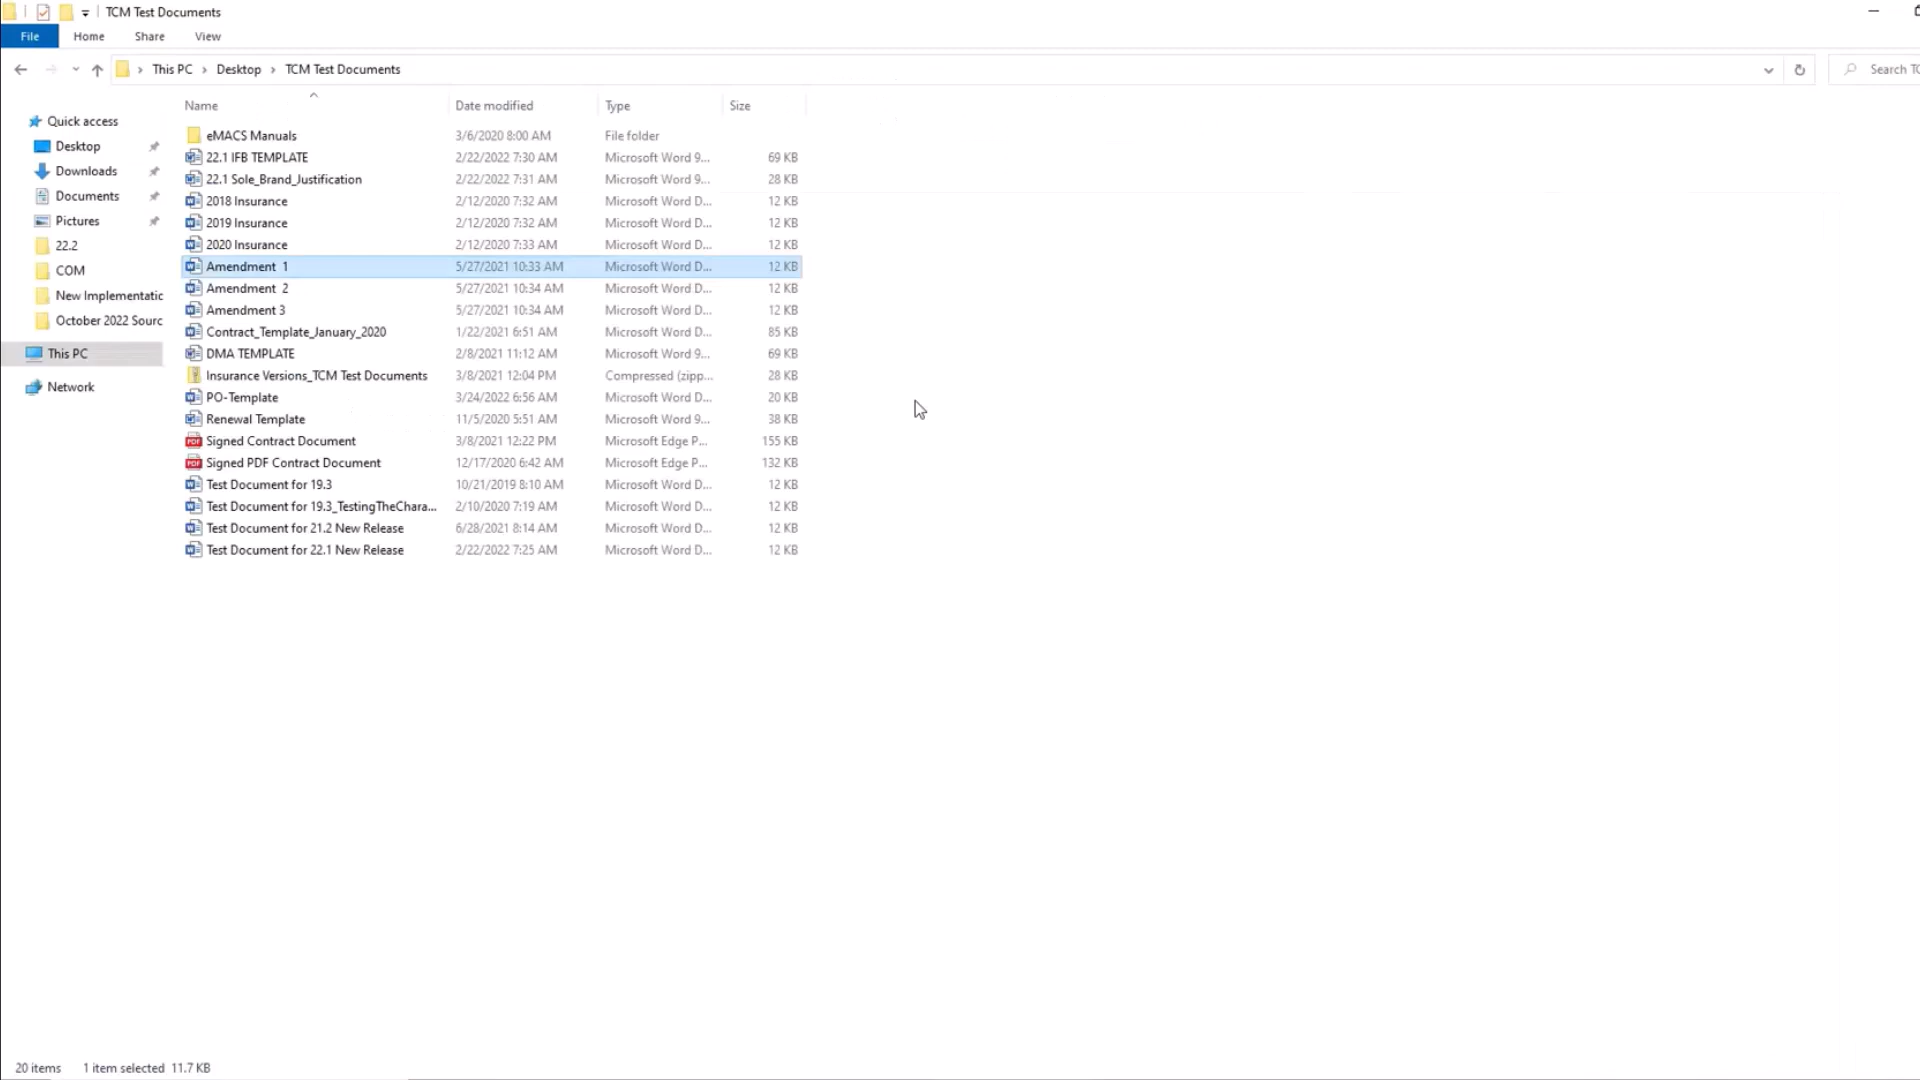 TCM Test Documents
File Home Share View
This PC Desktop TCM Test Documents Search TC
Name Date modified Type Size
Quick access
Desktop
Downloads
Documents
Pictures
22.2
COM
New Implementatic
October 2022 Sourc
This PC
Network
eMACS Manuals 3/6/2020 8:00 AM File folder
22.1 IFB TEMPLATE 2/22/2022 7:30 AM Microsoft Word 9... 69 KB
22.1 Sole_Brand_Justification 2/22/2022 7:31 AM Microsoft Word 9... 28 KB
2018 Insurance 2/12/2020 7:32 AM Microsoft Word D... 12 KB
2019 Insurance 2/12/2020 7:32 AM Microsoft Word D... 12 KB
2020 Insurance 2/12/2020 7:33 AM Microsoft Word D... 12 KB
Amendment 1 5/27/2021 10:33 AM Microsoft Word D... 12 KB
Amendment 2 5/27/2021 10:34 AM Microsoft Word D... 12 KB
Amendment 3 5/27/2021 10:34 AM Microsoft Word D... 12 KB
Contract_Template_January_2020 1/22/2021 6:51 AM Microsoft Word D... 85 KB
DMA TEMPLATE 2/8/2021 11:12 AM Microsoft Word 9... 69 KB
Insurance Versions_TCM Test Documents 3/8/2021 12:04 PM Compressed (zipp... 28 KB
PO-Template 3/24/2022 6:56 AM Microsoft Word D... 20 KB
Renewal Template 11/5/2020 5:51 AM Microsoft Word 9... 38 KB
Signed Contract Document 3/8/2021 12:22 PM Microsoft Edge P... 155 KB
Signed PDF Contract Document 12/17/2020 6:42 AM Microsoft Edge P... 132 KB
Test Document for 19.3 10/21/2019 8:10 AM Microsoft Word D... 12 KB
Test Document for 19.3_TestingTheChara... 2/10/2020 7:19 AM Microsoft Word D... 12 KB
Test Document for 21.2 New Release 6/28/2021 8:14 AM Microsoft Word D... 12 KB
Test Document for 22.1 New Release 2/22/2022 7:25 AM Microsoft Word D... 12 KB
20 items 1 item selected 11.7 KB